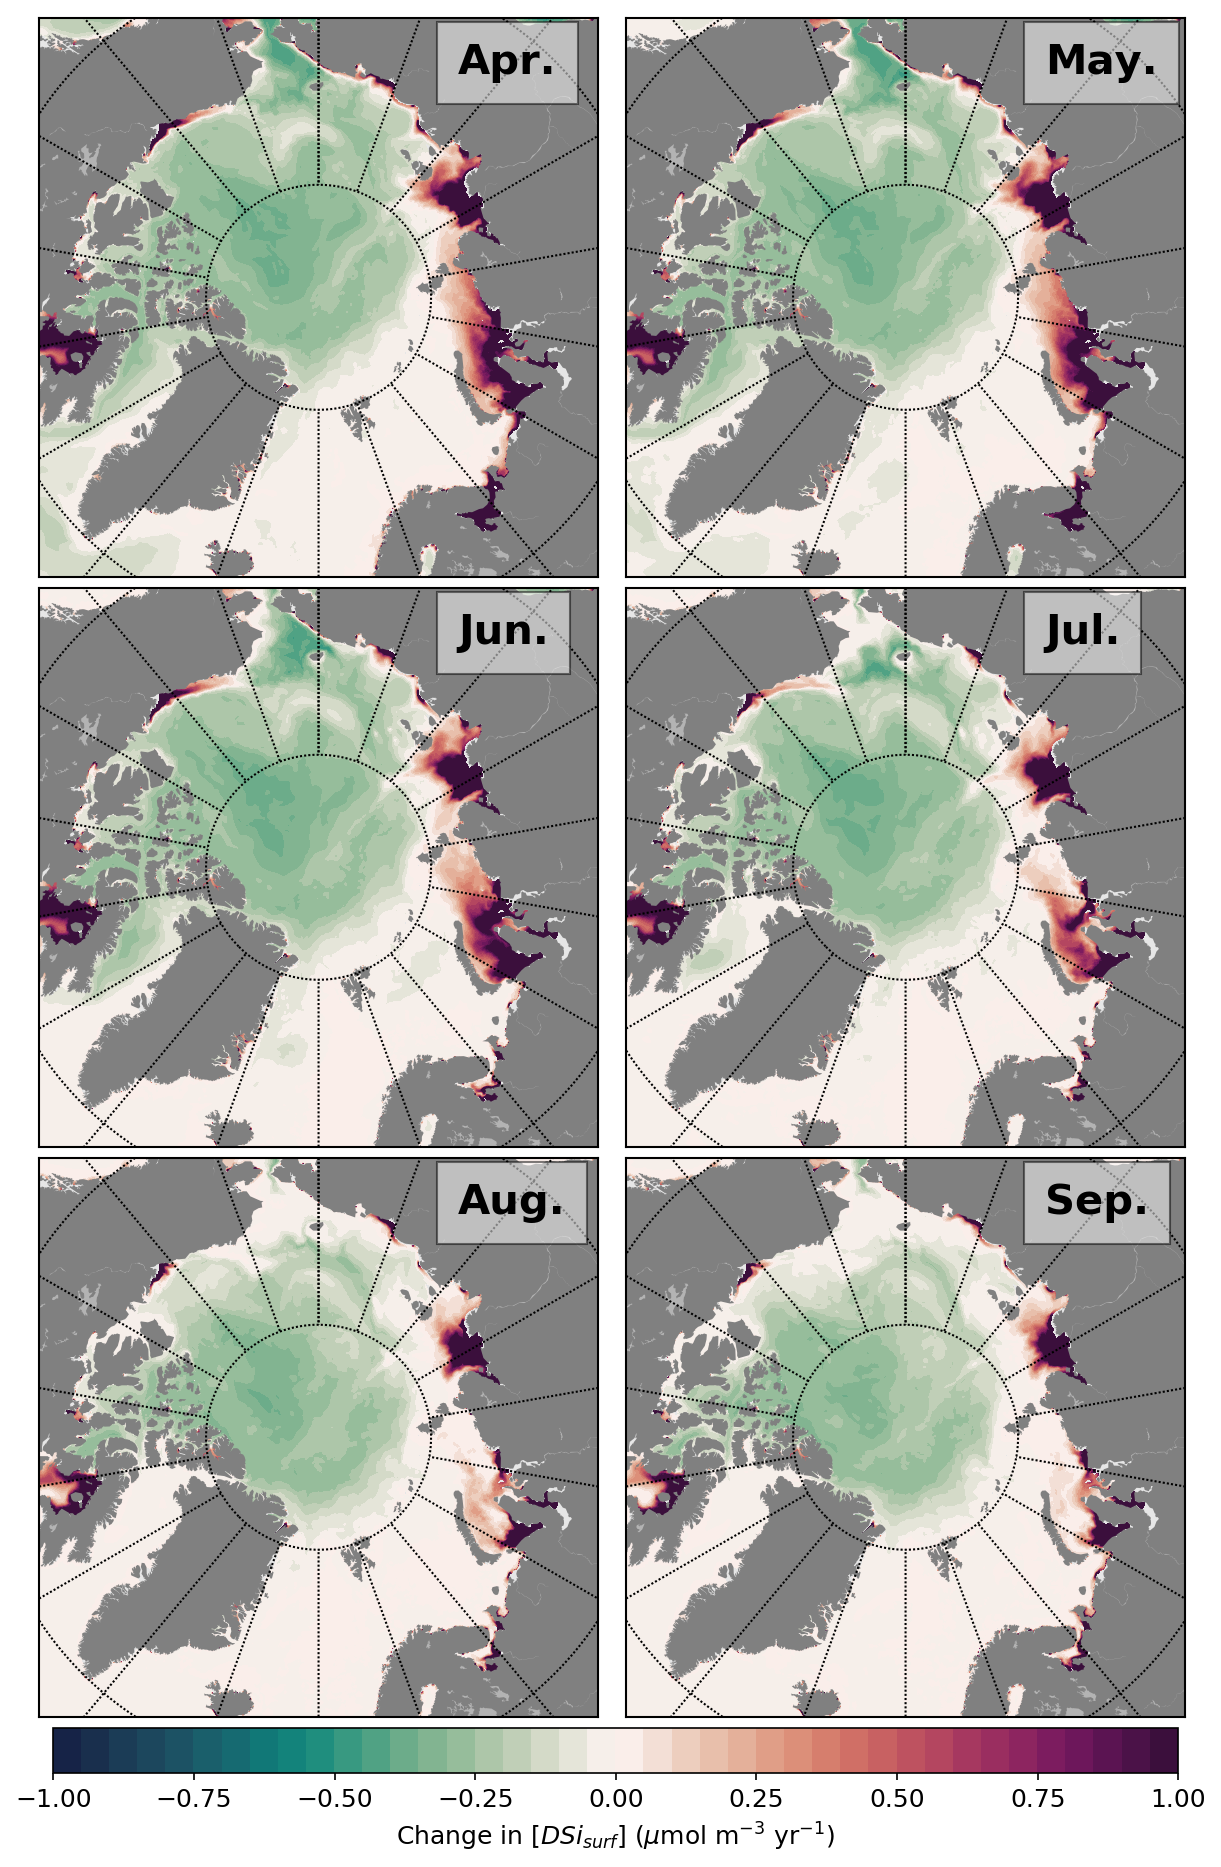 Apr.
May.
Jun.
Jul.
Aug.
Sep.
−1.00 −0.75 −0.50 −0.25 0.00 0.25 0.50 0.75 1.00
Change in [DSi_surf] (μmol m⁻³ yr⁻¹)